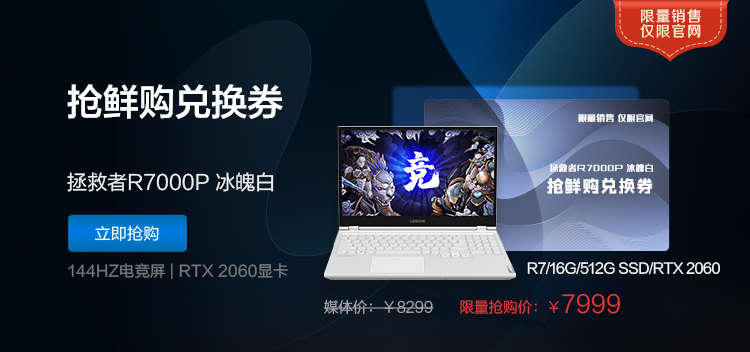 限量销售
仅限官网
抢鲜购兑换券
拯救者R7000P 冰魄白
立即抢购
144HZ电竞屏 | RTX 2060显卡
限量销售 仅限官网
拯救者R7000P 冰魄白
抢鲜购兑换券
竞
LEGION
R7/16G/512G SSD/RTX 2060
媒体价：￥8299
限量抢购价：￥7999